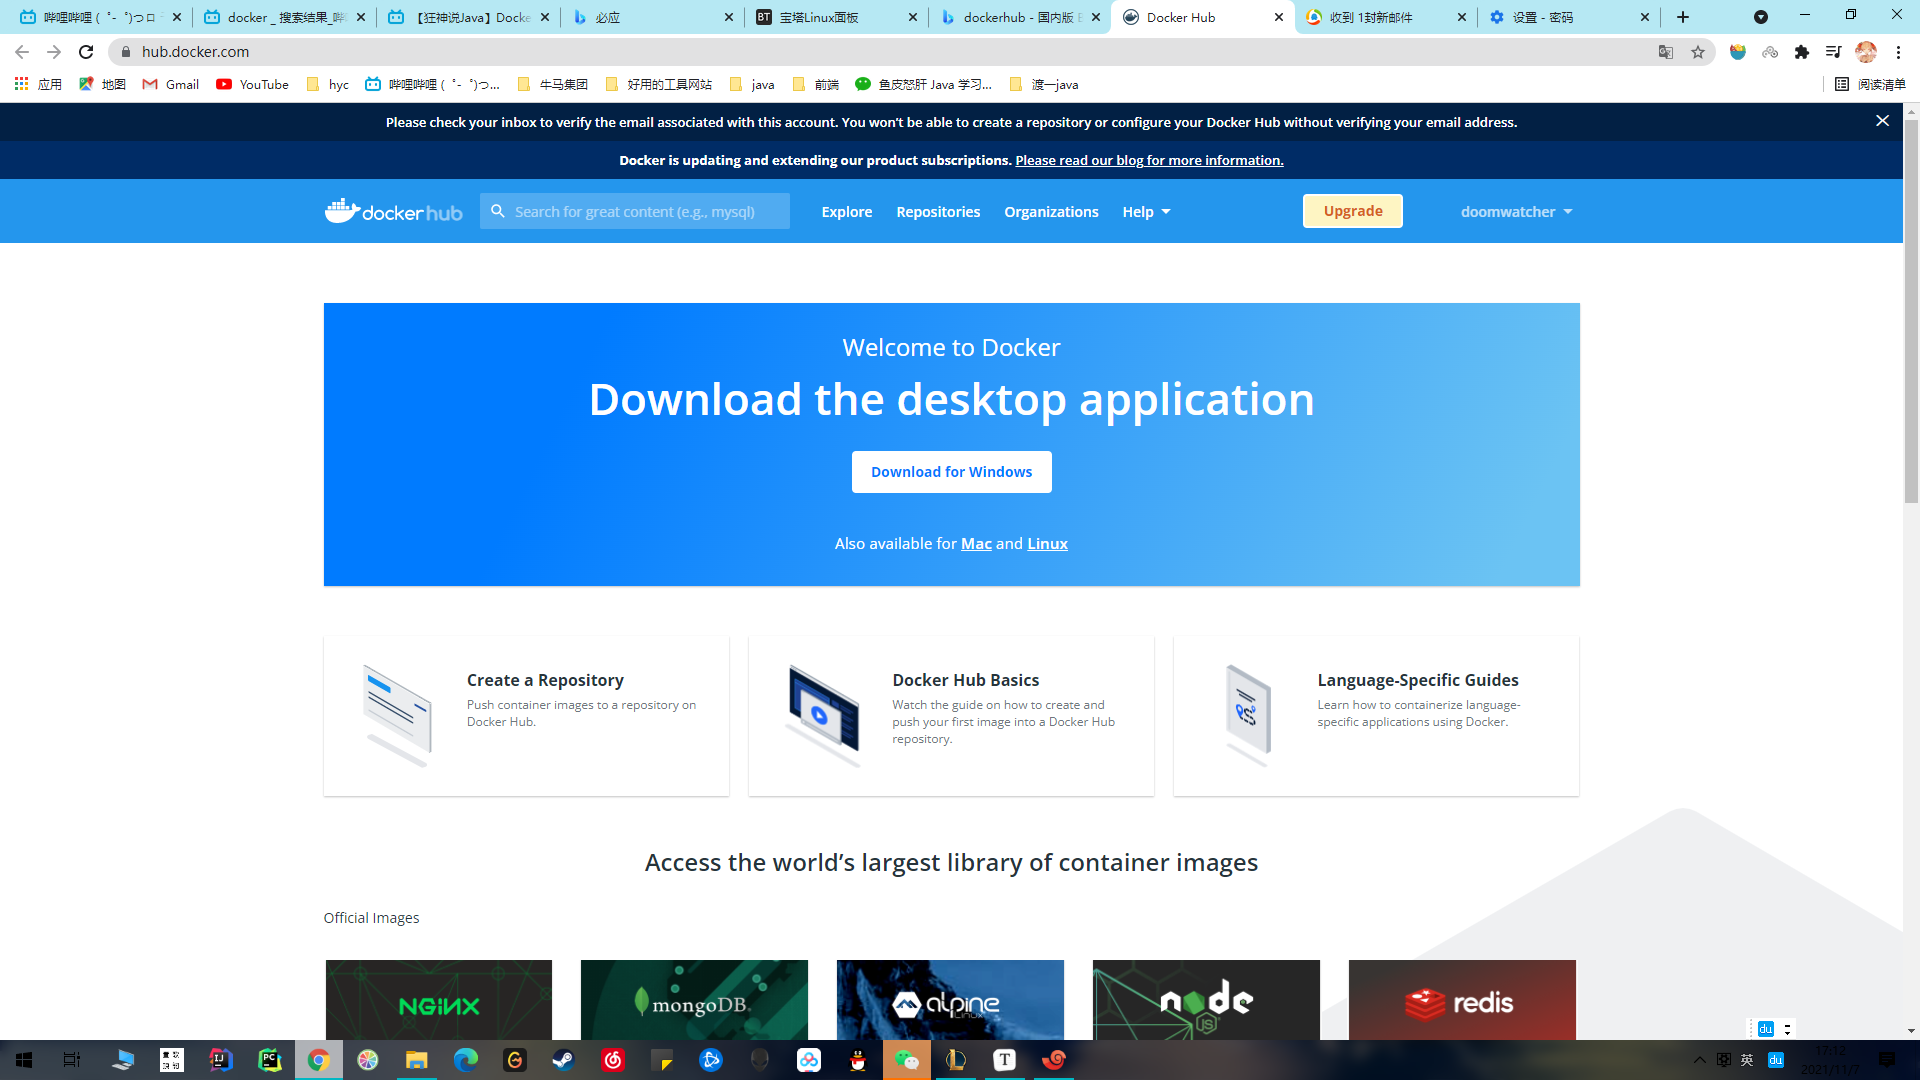 哔哩哔哩 ( ゜- ゜)つロ
docker _ 搜索结果_哔
【狂神说Java】Docke
必应
BT 宝塔Linux面板
dockerhub - 国内版
Docker Hub
收到 1封新邮件
设置 - 密码
hub.docker.com
应用
地图
Gmail
YouTube
hyc
哔哩哔哩 ( ゜- ゜)つ...
牛马集团
好用的工具网站
java
前端
鱼皮怒肝 Java 学习...
渡一java
阅读清单
Please check your inbox to verify the email associated with this account. You won't be able to create a repository or configure your Docker Hub without verifying your email address.
Docker is updating and extending our product subscriptions. Please read our blog for more information.
docker hub
Search for great content (e.g., mysql)
Explore
Repositories
Organizations
Help
Upgrade
doomwatcher
Welcome to Docker
Download the desktop application
Download for Windows
Also available for Mac and Linux
Create a Repository
Push container images to a repository on
Docker Hub.
Docker Hub Basics
Watch the guide on how to create and
push your first image into a Docker Hub
repository.
Language-Specific Guides
Learn how to containerize language-
specific applications using Docker.
Access the world’s largest library of container images
Official Images
NGINX
mongoDB.
alpine
Linux
node
JS
redis
du
英
du
17:12
2021/11/7